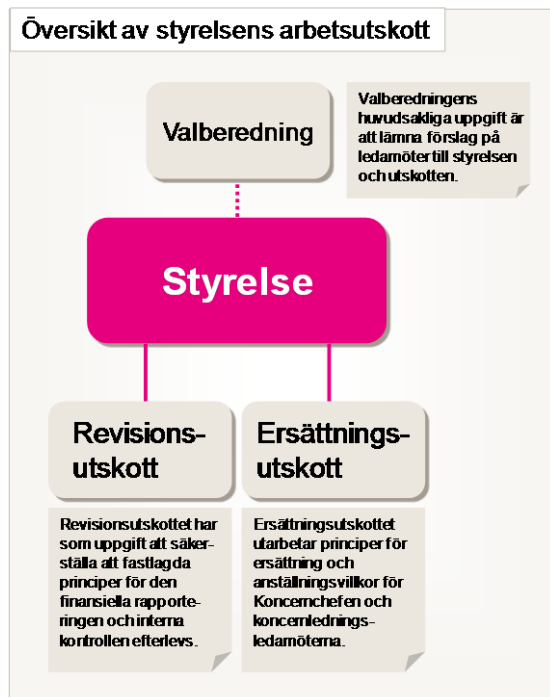 Översikt av styrelsens arbetsutskott
Valberedning
Valberedningens
huvudsakliga uppgift är
att lämna förslag på
ledamöter till styrelsen
och utskotten.
Styrelse
Revisions-
utskott
Ersättnings-
utskott
Revisionsutskottet har
som uppgift att säker-
ställa att fastlagda
principer för den
finansiella rapporte-
ringen och interna
kontrollen efterlevs.
Ersättningsutskottet
utarbetar principer för
ersättning och
anställningsvillkor för
Koncernchefen och
koncernlednings-
ledamöterna.